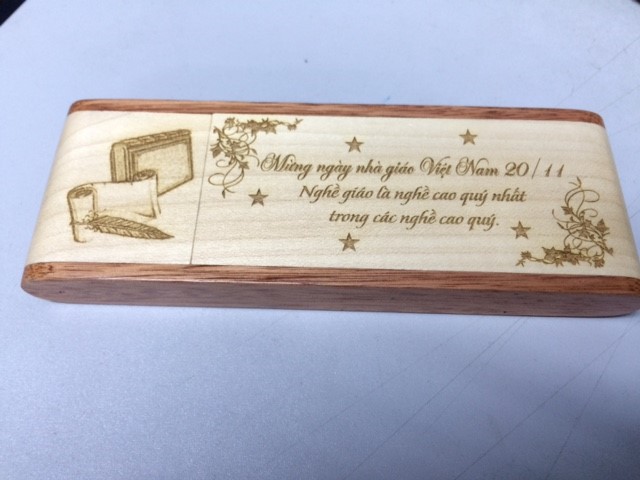 Mừng ngày nhà giáo Việt Nam 20/11
Nghề giáo là nghề cao quý nhất
trong các nghề cao quý.